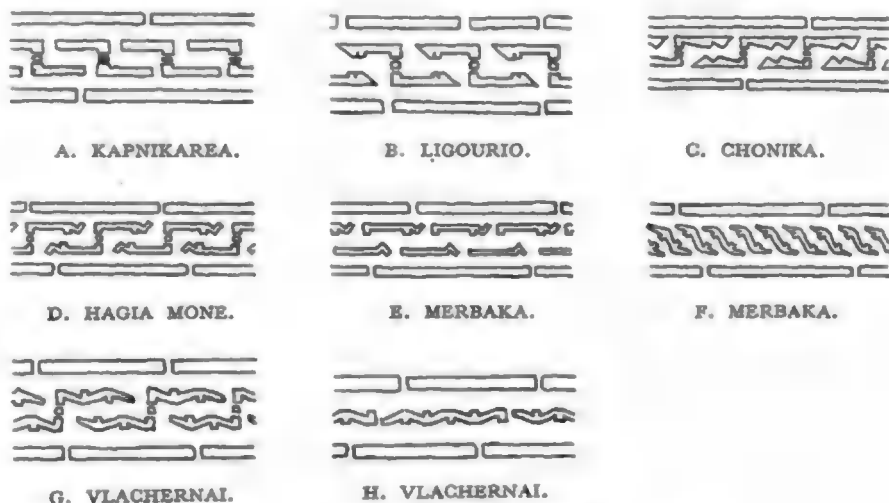 A. KAPNIKAREA. B. LIGOURIO. C. CHONIKA.
D. HAGIA MONE. E. MERBAKA. F. MERBAKA.
G. VLACHERNAI. H. VLACHERNAI.